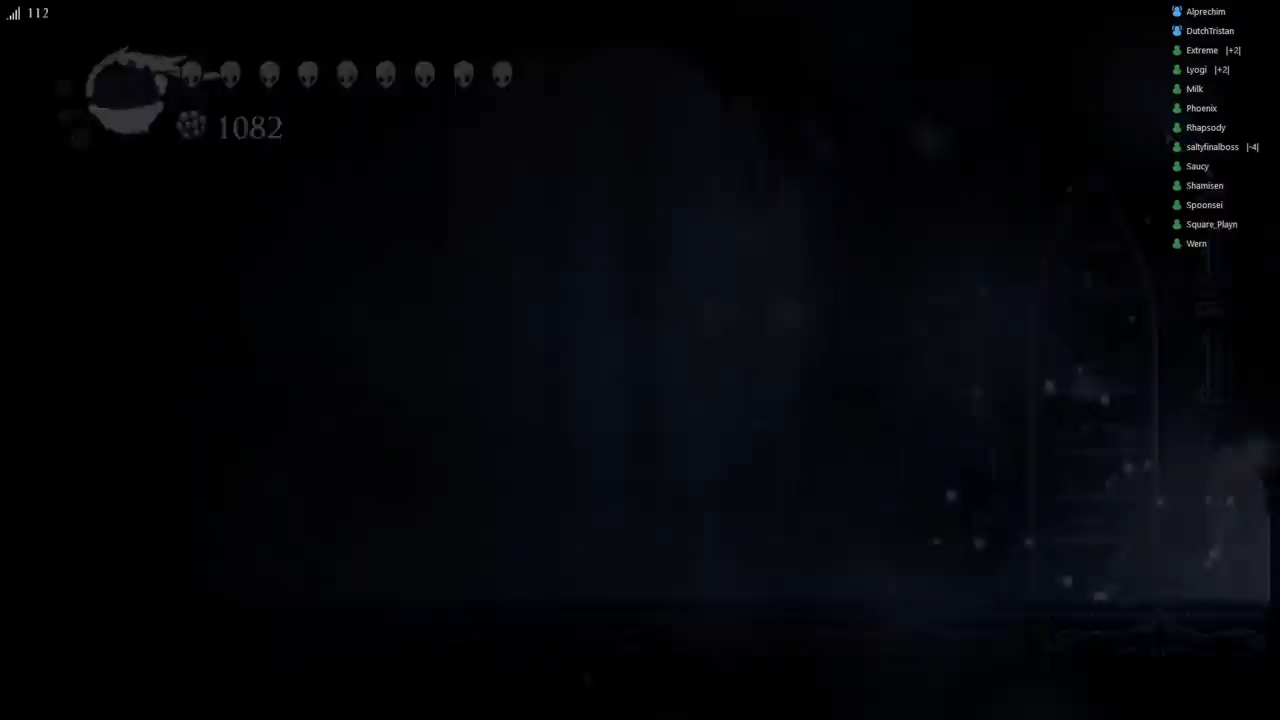 112
1082
Alprechim
DutchTristan
Extreme |+2|
Lyogi |+2|
Milk
Phoenix
Rhapsody
saltyfinalboss |-4|
Saucy
Shamisen
Spoonsei
Square_Playn
Wern